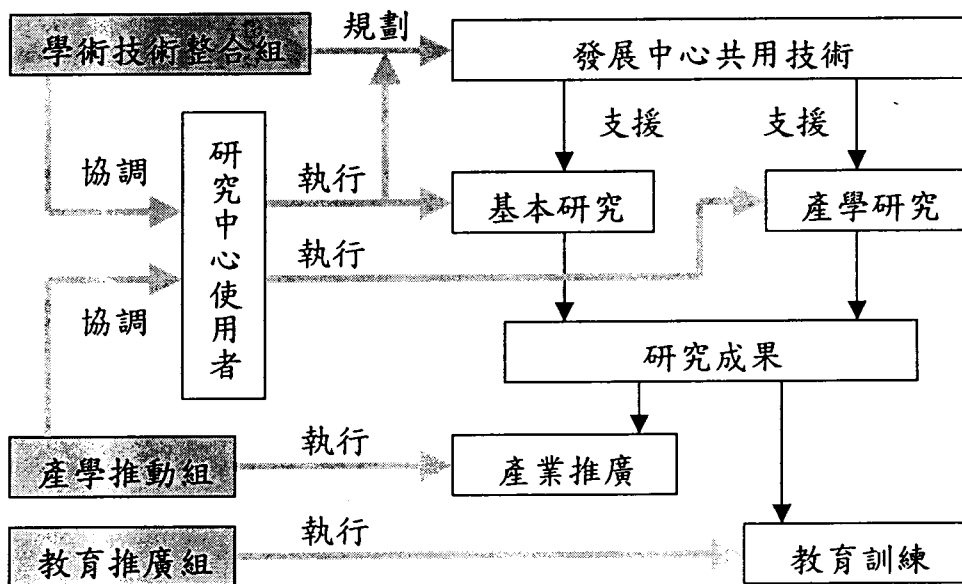 學術技術整合組
規劃
發展中心共用技術
支援
支援
協調
研究中心使用者
執行
基本研究
產學研究
執行
協調
研究成果
產學推動組
執行
產業推廣
教育推廣組
執行
教育訓練